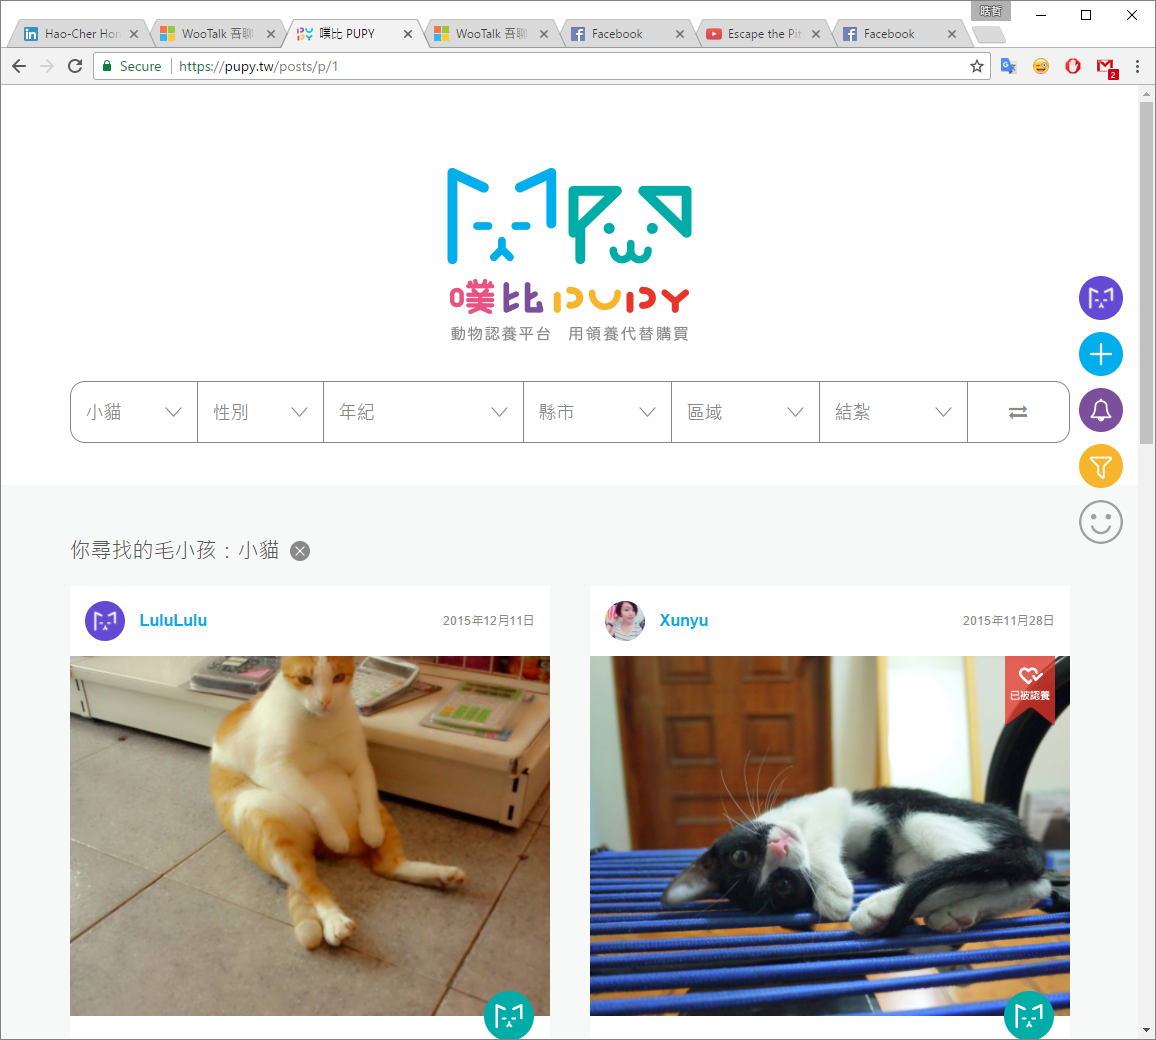 皓哲
Hao-Cher Hon
WooTalk 吾聊
噗比 PUPY
WooTalk 吾聊
Facebook
Escape the Pit
Facebook
Secure
https://pupy.tw/posts/p/1
2
噗比 PUPY
動物認養平台 用領養代替購買
小貓 性別 年紀 縣市 區域 結紮
你尋找的毛小孩：小貓
LuluLulu 2015年12月11日
Xunyu 2015年11月28日
已被認養